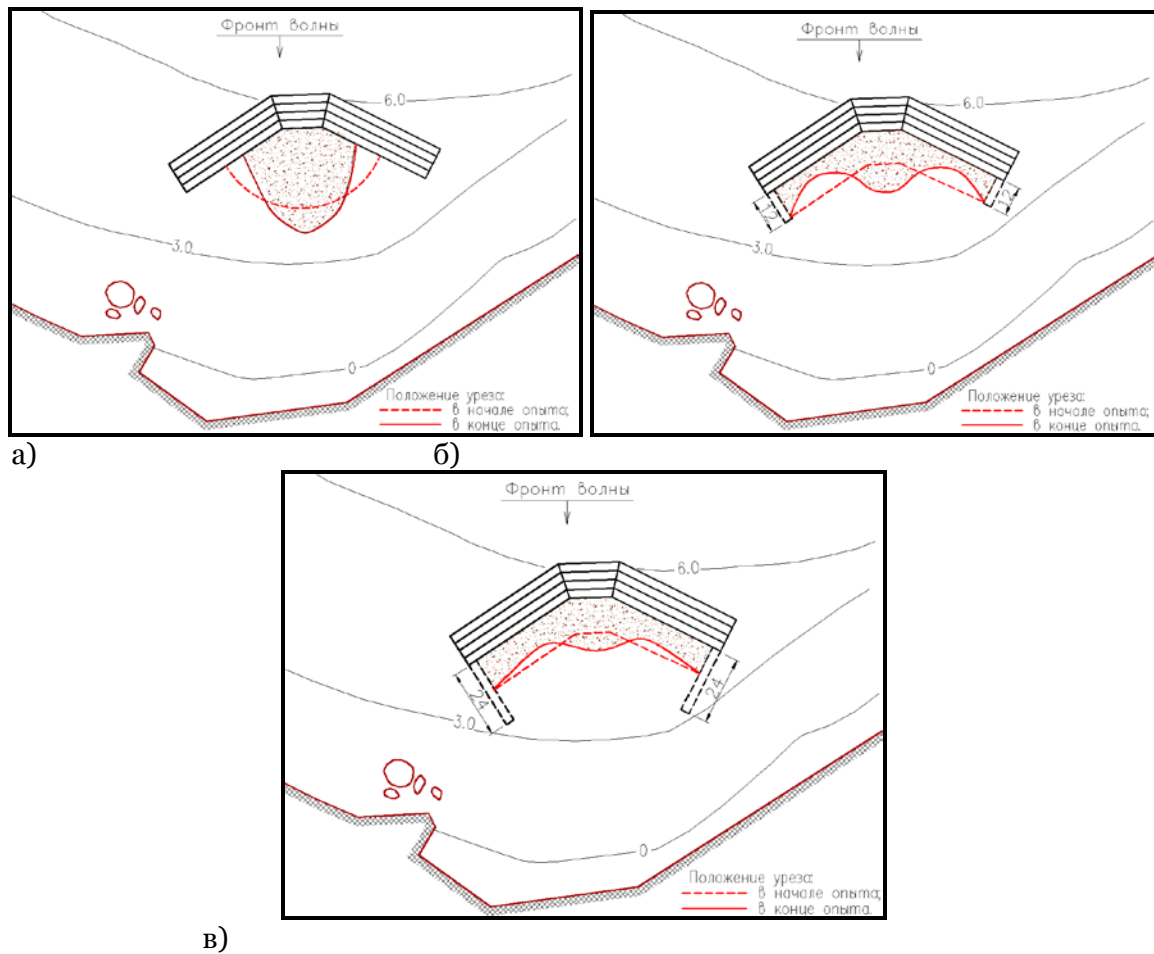 Фронт волны
6.0
3.0
0
Положение уреза:
в начале опыта;
в конце опыта.
а)
Фронт волны
6.0
12
12
3.0
0
Положение уреза:
в начале опыта;
в конце опыта.
б)
Фронт волны
6.0
24
24
3.0
0
Положение уреза:
в начале опыта;
в конце опыта.
в)